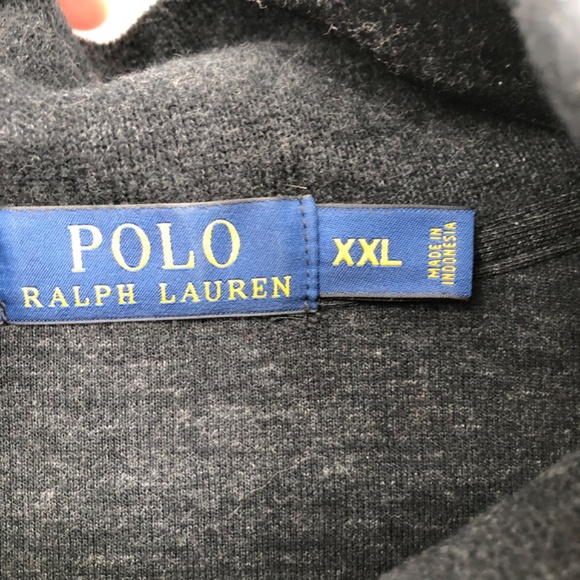 POLO
RALPH LAUREN
XXL
MADE IN
INDONESIA